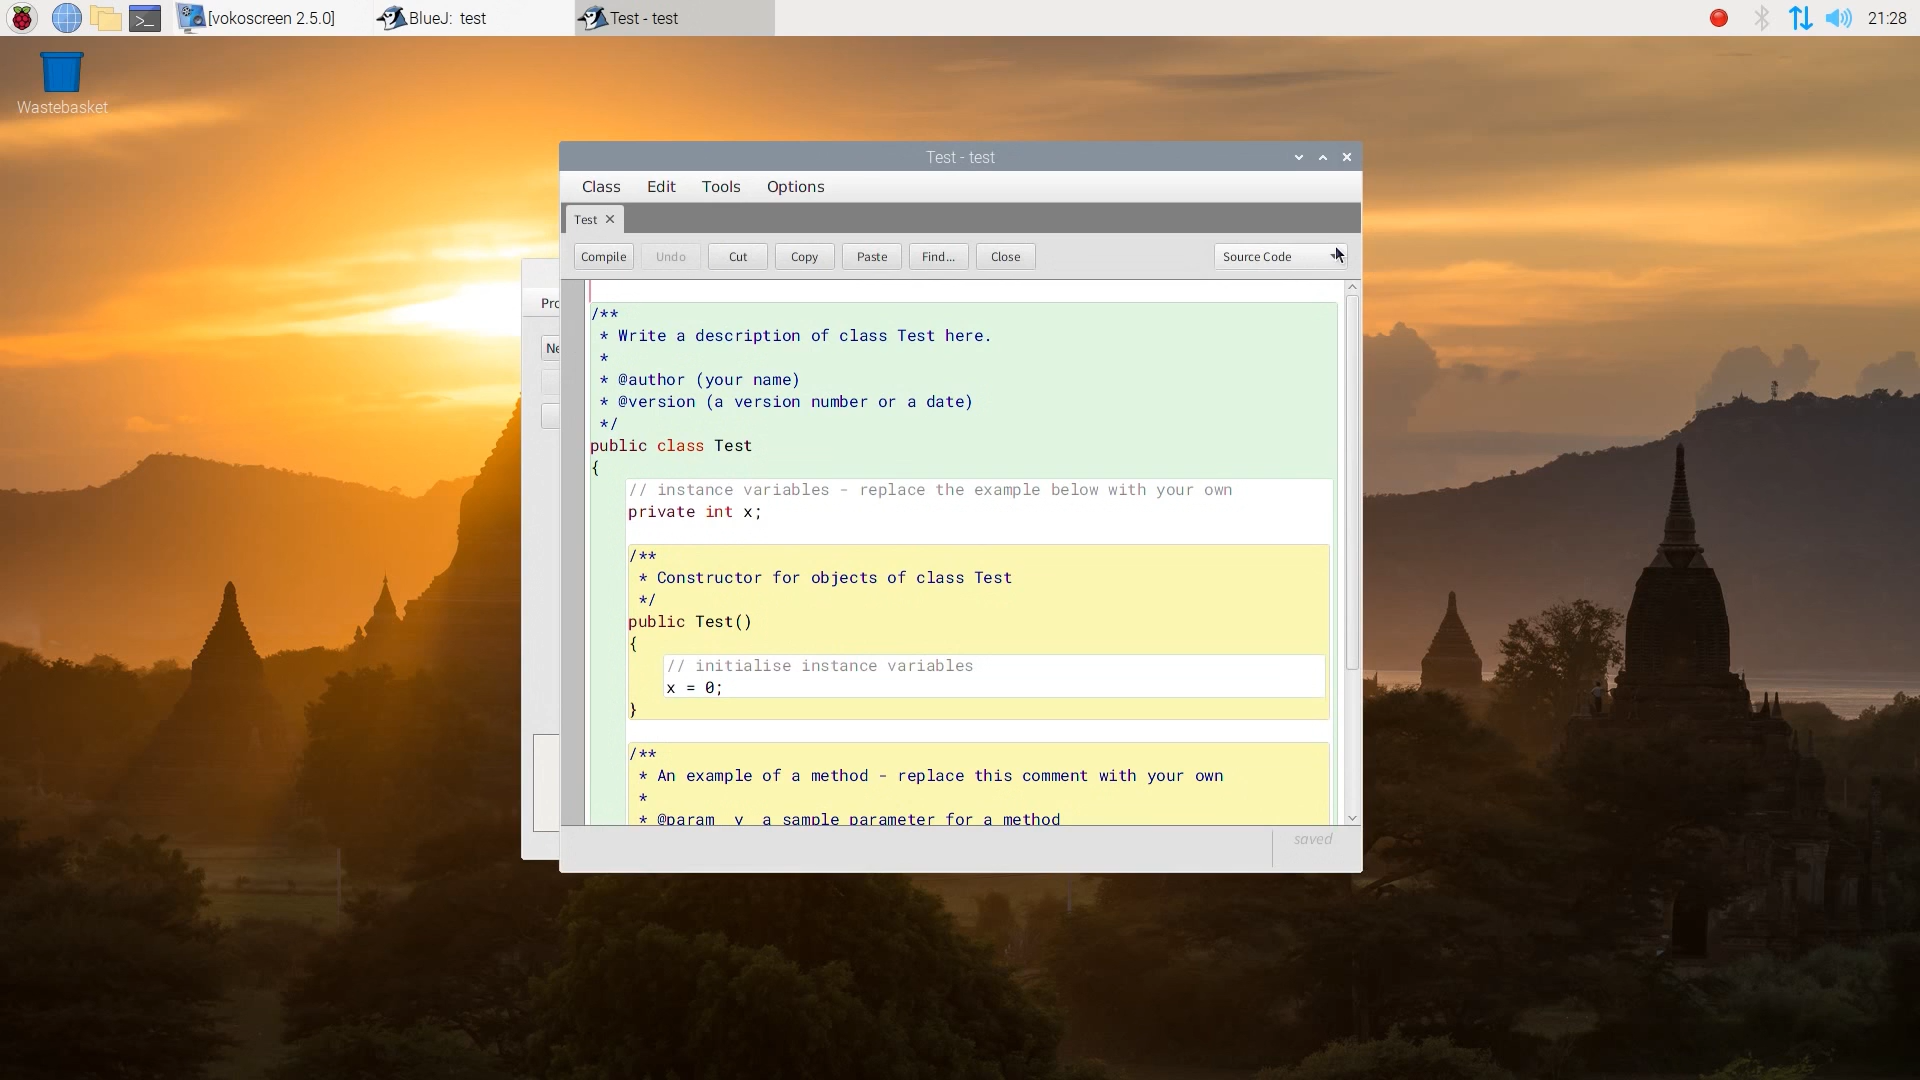 [vokoscreen 2.5.0]
BlueJ: test
Test - test
21:28
Wastebasket
Test - test
Class Edit Tools Options
Test
Compile Undo Cut Copy Paste Find... Close Source Code
/**
* Write a description of class Test here.
*
* @author (your name)
* @version (a version number or a date)
*/
public class Test
{
// instance variables - replace the example below with your own
private int x;
/**
* Constructor for objects of class Test
*/
public Test()
{
// initialise instance variables
x = 0;
}
/**
* An example of a method - replace this comment with your own
*
* @param y a sample parameter for a method
saved